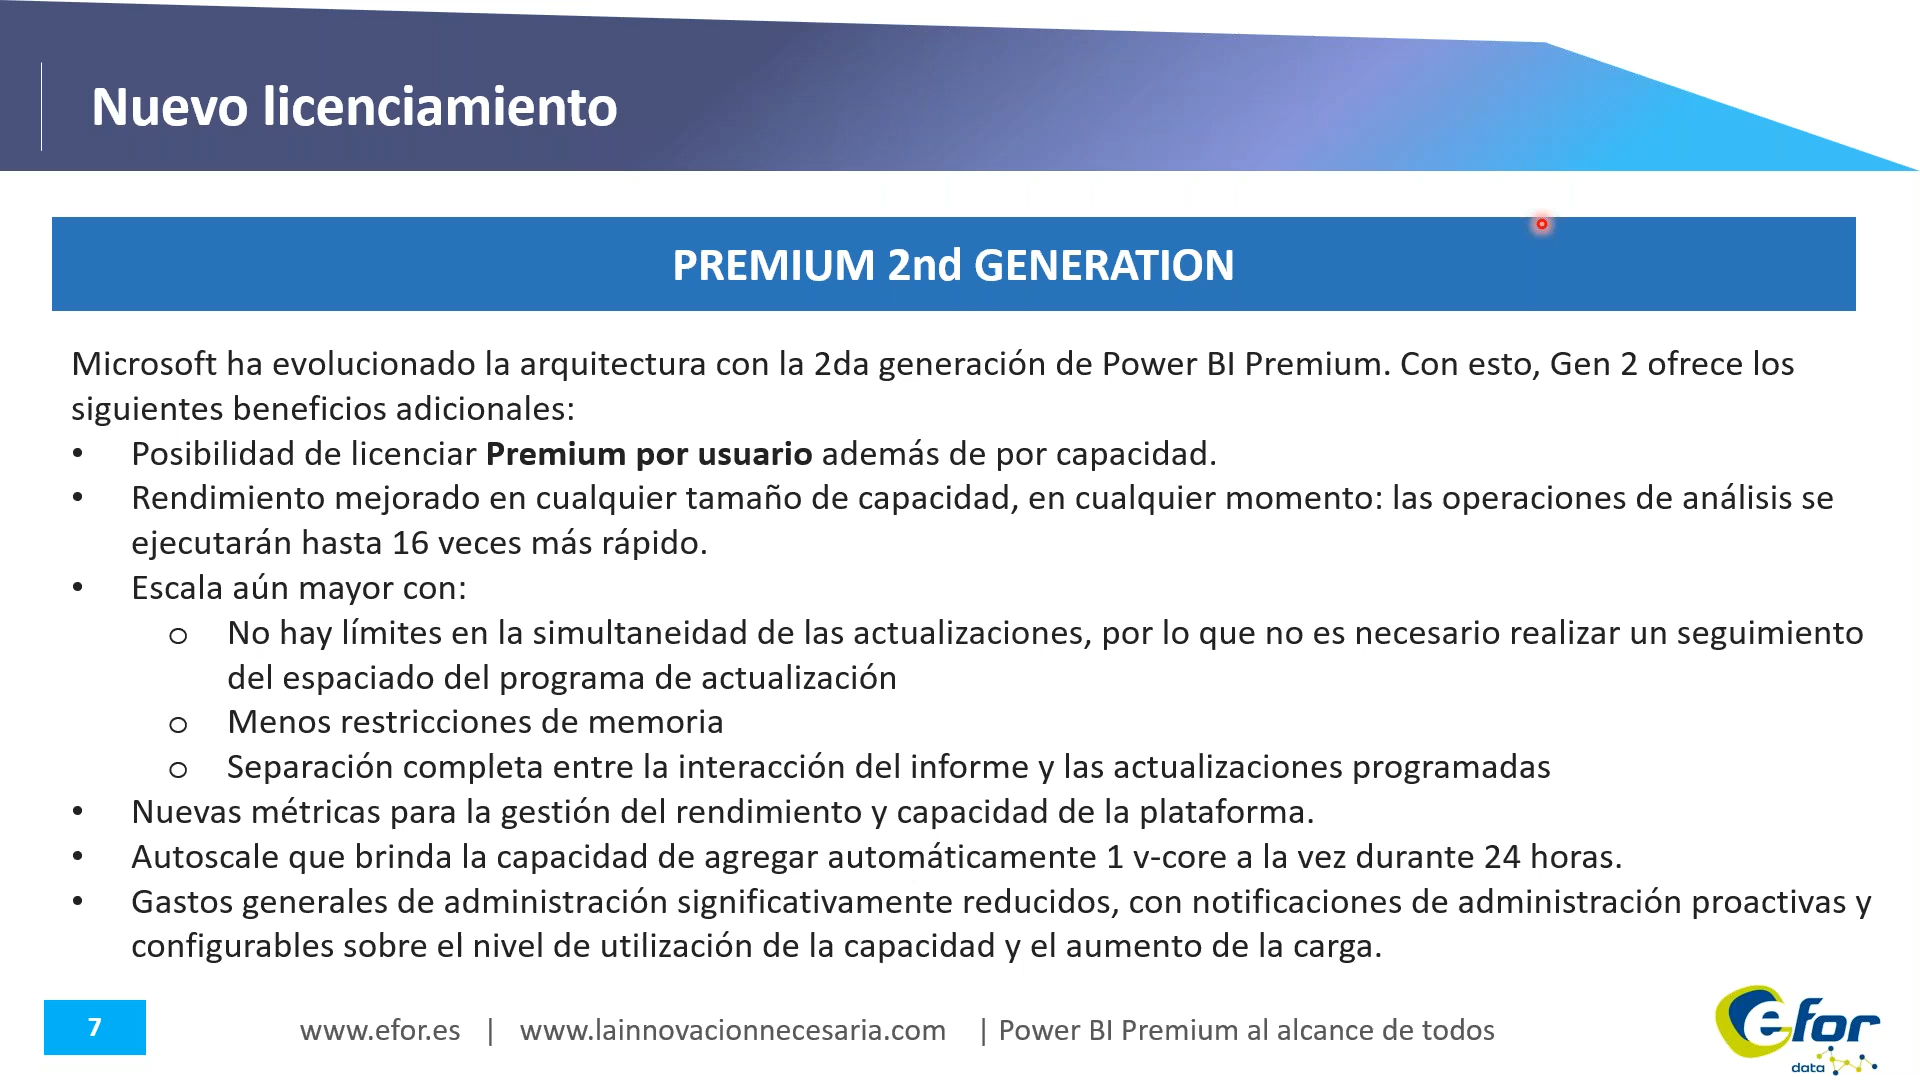 Nuevo licenciamiento
PREMIUM 2nd GENERATION
Microsoft ha evolucionado la arquitectura con la 2da generación de Power BI Premium. Con esto, Gen 2 ofrece los
siguientes beneficios adicionales:
• Posibilidad de licenciar Premium por usuario además de por capacidad.
• Rendimiento mejorado en cualquier tamaño de capacidad, en cualquier momento: las operaciones de análisis se
ejecutarán hasta 16 veces más rápido.
• Escala aún mayor con:
o No hay límites en la simultaneidad de las actualizaciones, por lo que no es necesario realizar un seguimiento
del espaciado del programa de actualización
o Menos restricciones de memoria
o Separación completa entre la interacción del informe y las actualizaciones programadas
• Nuevas métricas para la gestión del rendimiento y capacidad de la plataforma.
• Autoscale que brinda la capacidad de agregar automáticamente 1 v-core a la vez durante 24 horas.
• Gastos generales de administración significativamente reducidos, con notificaciones de administración proactivas y
configurables sobre el nivel de utilización de la capacidad y el aumento de la carga.
7
www.efor.es | www.lainnovacionnecesaria.com | Power BI Premium al alcance de todos
efor
data